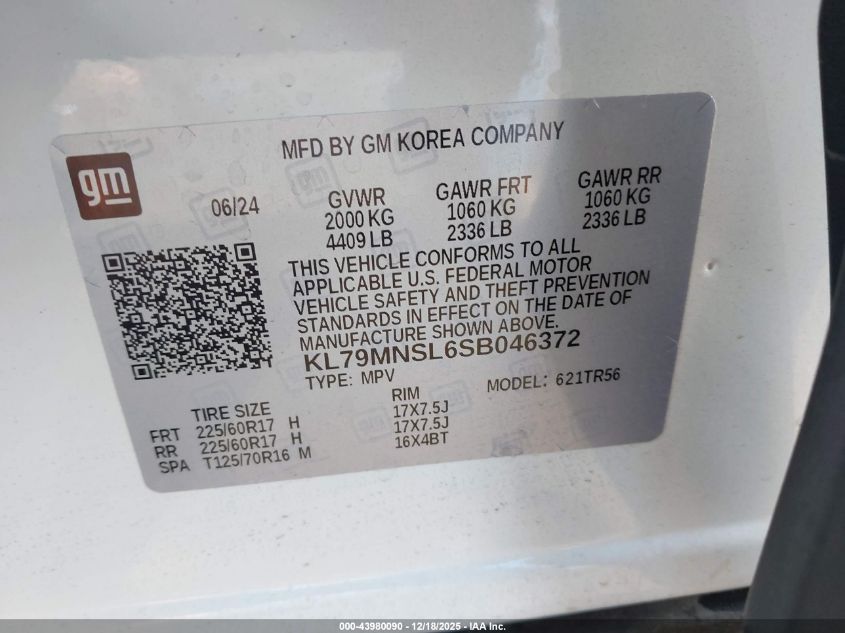 MFD BY GM KOREA COMPANY
gm
06/24
GVWR GAWR FRT GAWR RR
2000 KG 1060 KG 1060 KG
4409 LB 2336 LB 2336 LB
THIS VEHICLE CONFORMS TO ALL
APPLICABLE U.S. FEDERAL MOTOR
VEHICLE SAFETY AND THEFT PREVENTION
STANDARDS IN EFFECT ON THE DATE OF
MANUFACTURE SHOWN ABOVE.
KL79MNSL6SB046372
TYPE: MPV MODEL: 621TR56
TIRE SIZE RIM
FRT 225/60R17 H 17X7.5J
RR 225/60R17 H 17X7.5J
SPA T125/70R16 M 16X4BT
000-43980090 - 12/18/2025 - IAA Inc.